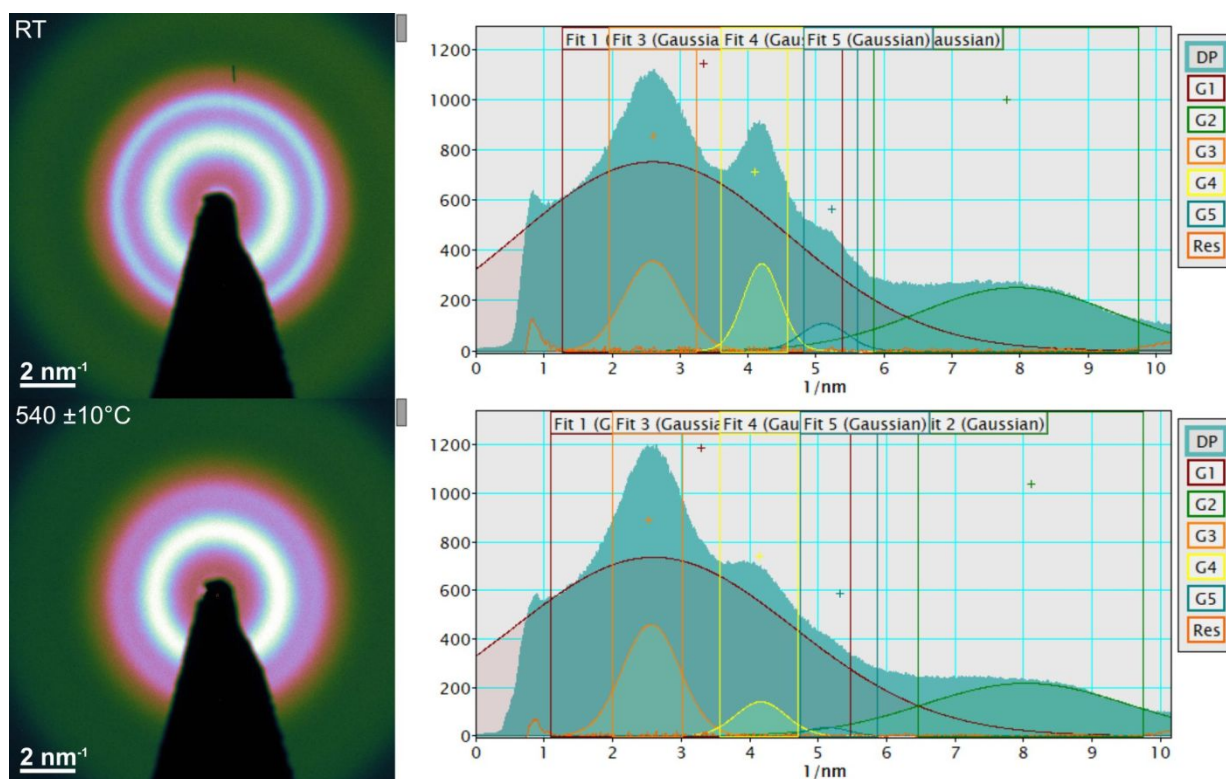 RT
2 nm-1
Fit 1 (
Fit 3 (Gaussia
Fit 4 (Gau
Fit 5 (Gaussian)
aussian)
1200
1000
800
600
400
200
0
0 1 2 3 4 5 6 7 8 9 10
1/nm
DP
G1
G2
G3
G4
G5
Res
540 ±10°C
2 nm-1
Fit 1 (G
Fit 3 (Gaussia
Fit 4 (Gau
Fit 5 (Gaussian)
it 2 (Gaussian)
1200
1000
800
600
400
200
0
0 1 2 3 4 5 6 7 8 9 10
1/nm
DP
G1
G2
G3
G4
G5
Res